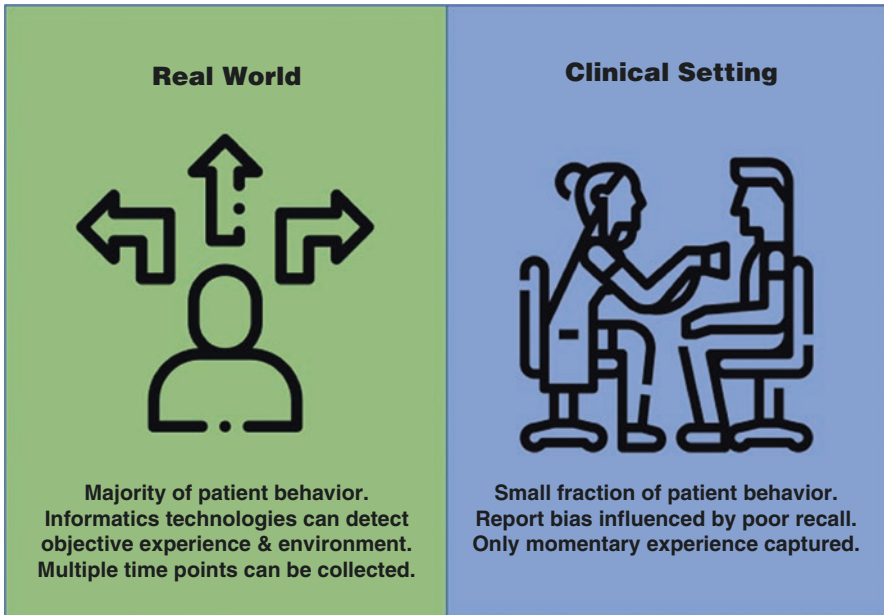 Real World
Majority of patient behavior.
Informatics technologies can detect
objective experience & environment.
Multiple time points can be collected.
Clinical Setting
Small fraction of patient behavior.
Report bias influenced by poor recall.
Only momentary experience captured.